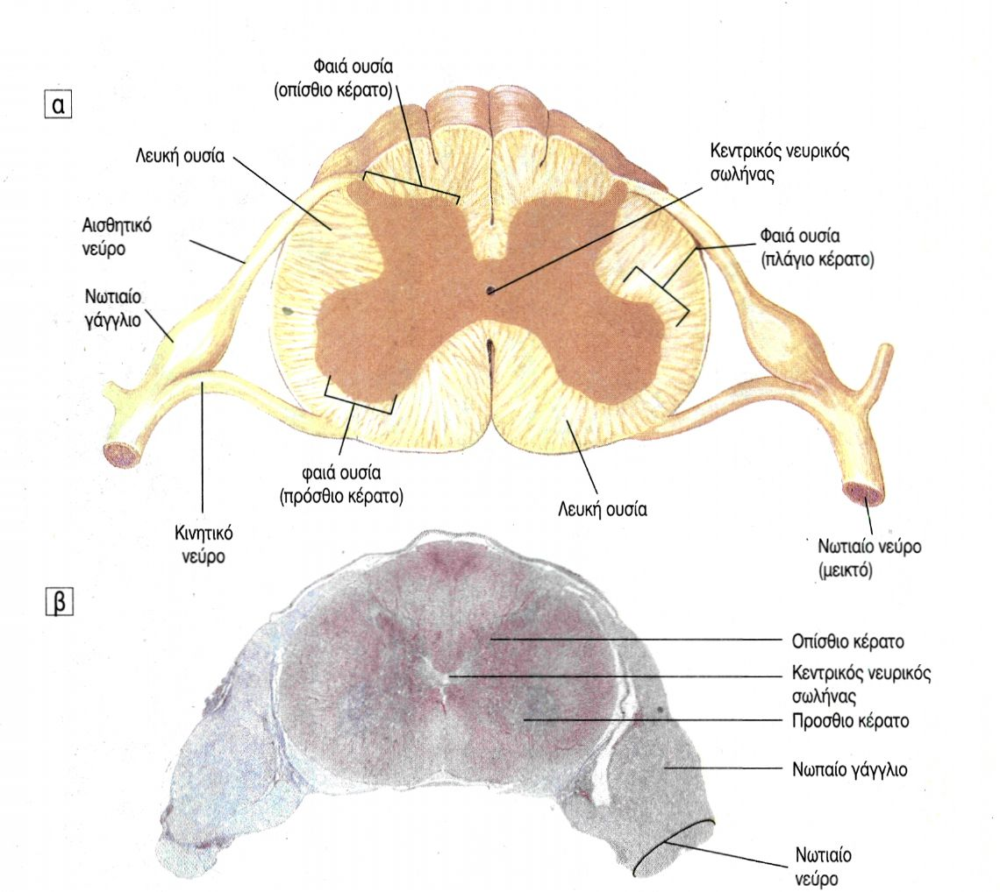 Φαιά ουσία
(οπίσθιο κέρατο)
α
Λευκή ουσία
Κεντρικός νευρικός
σωλήνας
Αισθητικό
νεύρο
Φαιά ουσία
(πλάγιο κέρατο)
Νωτιαίο
γάγγλιο
φαιά ουσία
(πρόσθιο κέρατο)
Λευκή ουσία
Κινητικό
νεύρο
Νωτιαίο νεύρο
(μεικτό)
β
Οπίσθιο κέρατο
Κεντρικός νευρικός
σωλήνας
Προσθιο κέρατο
Νωπαίο γάγγλιο
Νωτιαίο
νεύρο